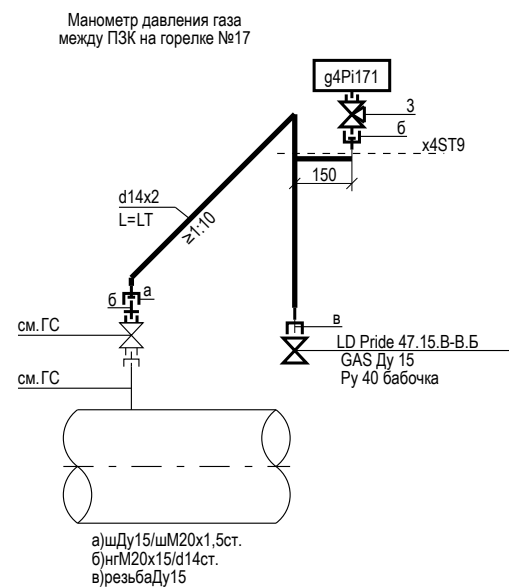 Манометр давления газа
между ПЗК на горелке №17
g4Pi171
3
б
x4ST9
150
d14x2
L=LT
≥1:10
а
б
см.ГС
см.ГС
в
LD Pride 47.15.В-В.Б
GAS Ду 15
Ру 40 бабочка
а)шДу15/шМ20х1,5ст.
б)нгМ20х15/d14ст.
в)резьбаДу15